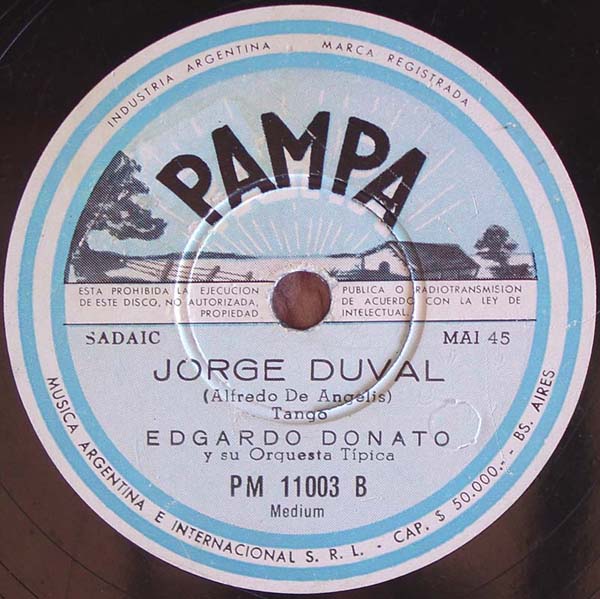 INDUSTRIA ARGENTINA
MARCA REGISTRADA
PAMPA
ESTA PROHIBIDA LA EJECUCION PUBLICA O RADIOTRANSMISION
DE ESTE DISCO, NO AUTORIZADA, DE ACUERDO CON LA LEY DE
PROPIEDAD INTELECTUAL.
SADAIC MAI 45
JORGE DUVAL
(Alfredo De Angelis)
Tango
EDGARDO DONATO
y su Orquesta Típica
PM 11003 B
Medium
MUSICA ARGENTINA E INTERNACIONAL S. R. L. - CAP. $ 50.000.- BS. AIRES